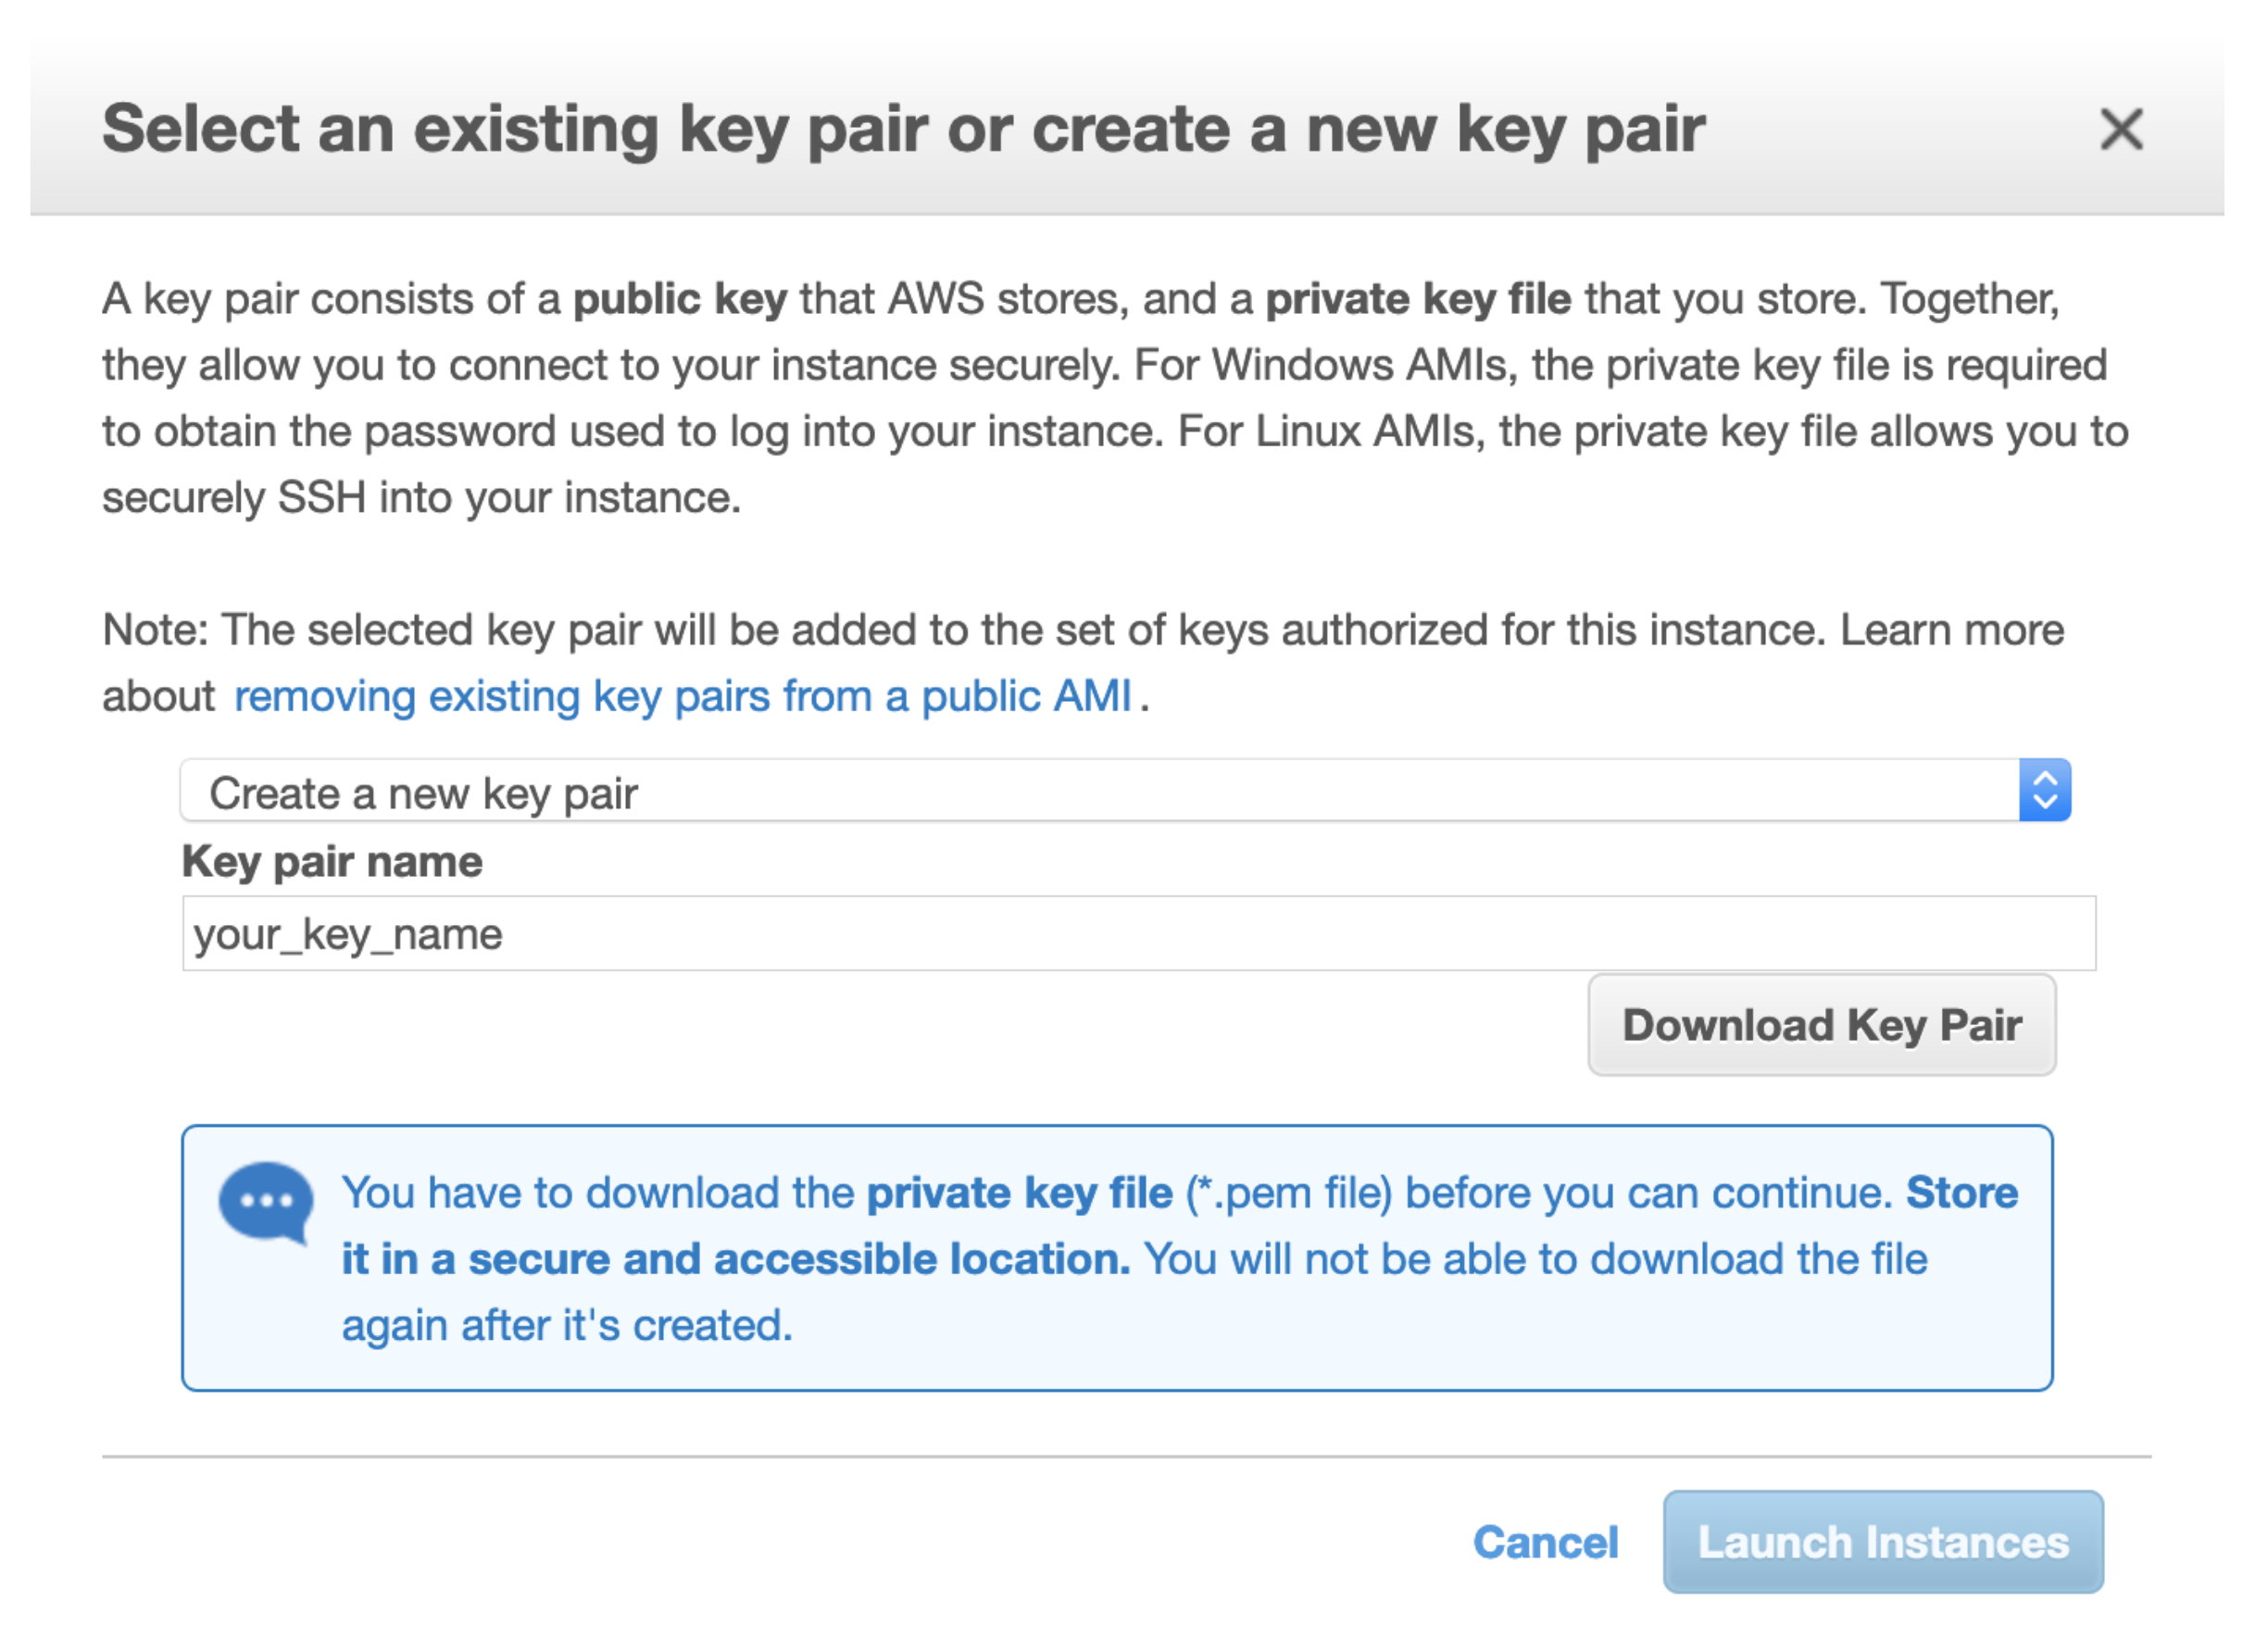 Select an existing key pair or create a new key pair
A key pair consists of a public key that AWS stores, and a private key file that you store. Together,
they allow you to connect to your instance securely. For Windows AMIs, the private key file is required
to obtain the password used to log into your instance. For Linux AMIs, the private key file allows you to
securely SSH into your instance.
Note: The selected key pair will be added to the set of keys authorized for this instance. Learn more
about removing existing key pairs from a public AMI .
Create a new key pair
Key pair name
your_key_name
Download Key Pair
You have to download the private key file (*.pem file) before you can continue. Store
it in a secure and accessible location. You will not be able to download the file
again after it's created.
Cancel
Launch Instances